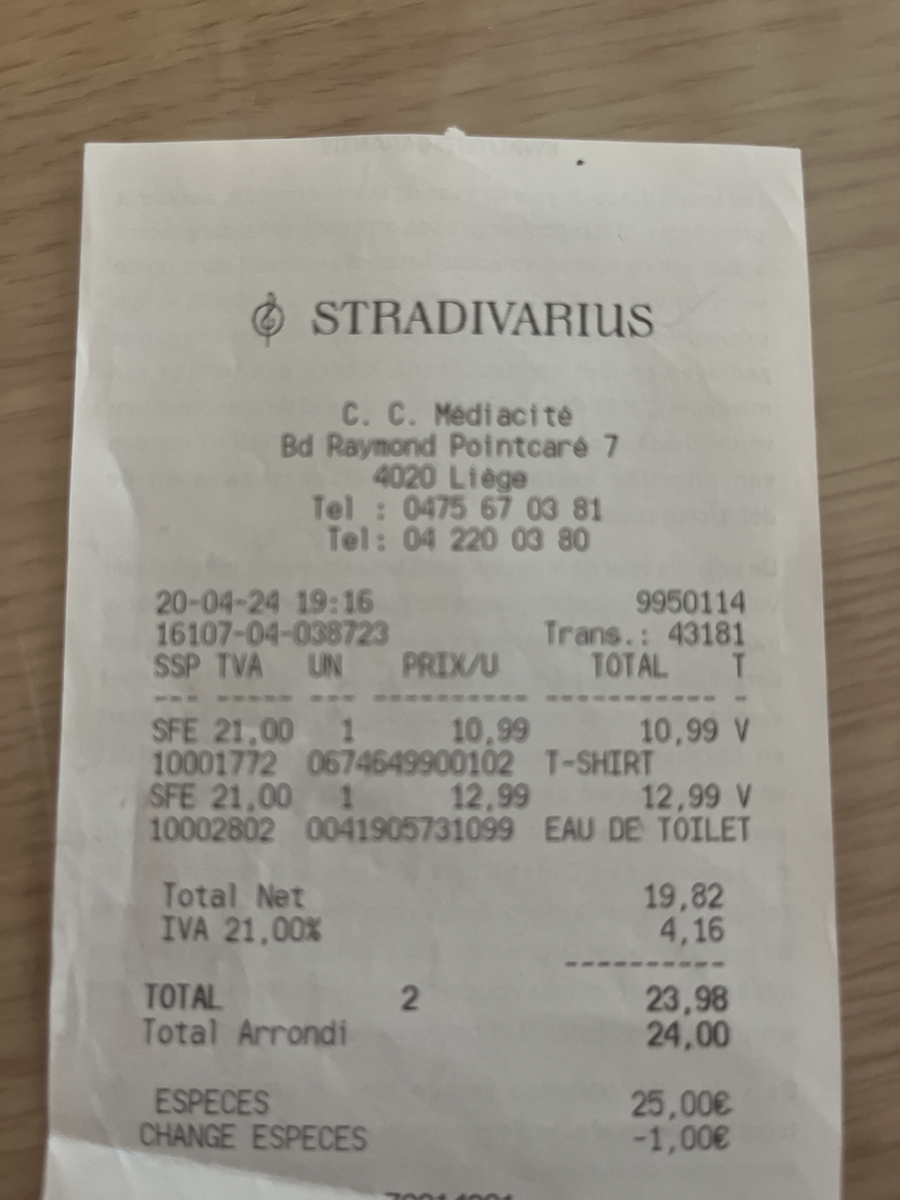 STRADIVARIUS
C. C. Médiacité
Bd Raymond Pointcaré 7
4020 Liège
Tel : 0475 67 03 81
Tel: 04 220 03 80
20-04-24 19:16 9950114
16107-04-038723 Trans.: 43181
SSP TVA UN PRIX/U TOTAL T
--- ----- --- ---------- ----------- -
SFE 21,00 1 10,99 10,99 V
10001772 0674649900102 T-SHIRT
SFE 21,00 1 12,99 12,99 V
10002802 0041905731099 EAU DE TOILET
Total Net 19,82
IVA 21,00% 4,16
----------
TOTAL 2 23,98
Total Arrondi 24,00
ESPECES 25,00€
CHANGE ESPECES -1,00€